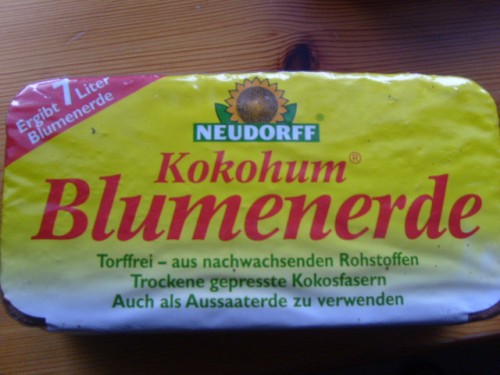 Ergibt 7 Liter
Blumenerde
NEUDORFF®
Kokohum®
Blumenerde
Torffrei – aus nachwachsenden Rohstoffen
Trockene gepresste Kokosfasern
Auch als Aussaaterde zu verwenden